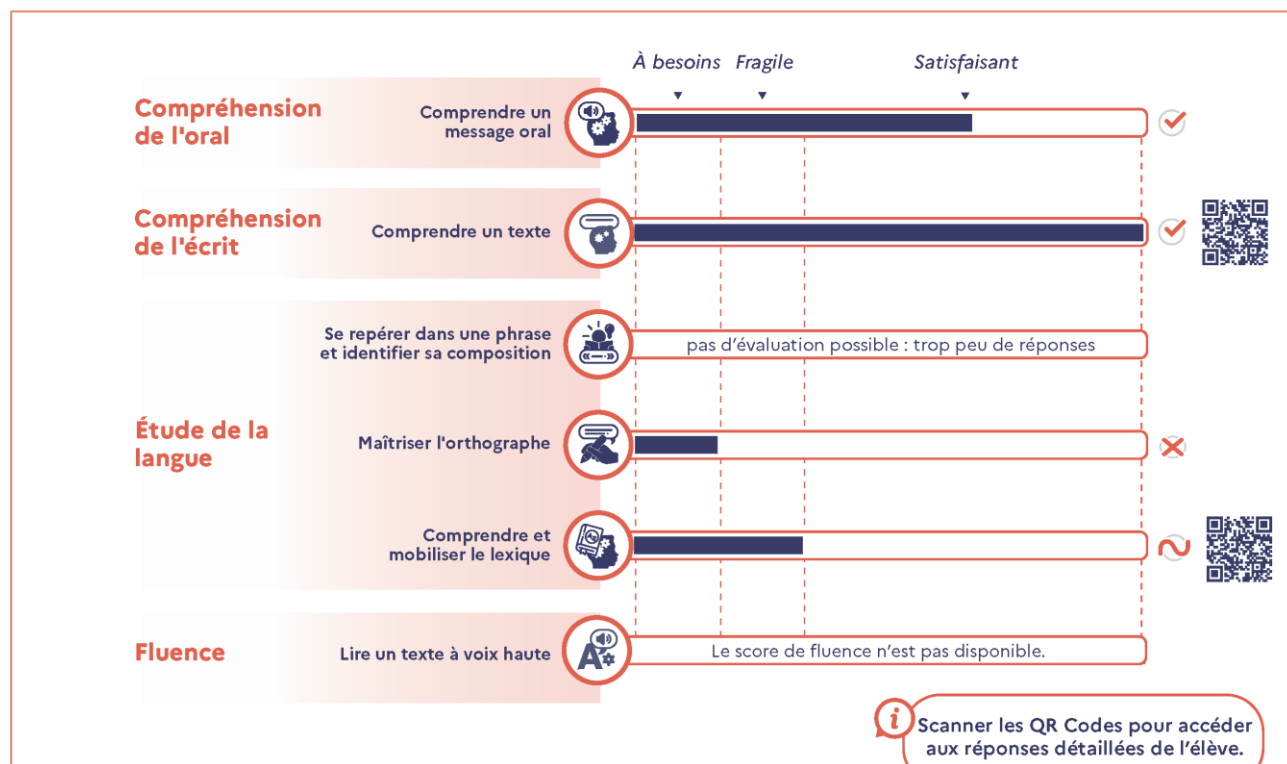 À besoins Fragile Satisfaisant
Compréhension
de l'oral
Comprendre un
message oral
Compréhension
de l'écrit
Comprendre un texte
Étude de la
langue
Se repérer dans une phrase
et identifier sa composition
pas d'évaluation possible : trop peu de réponses
Maîtriser l'orthographe
Comprendre et
mobiliser le lexique
Fluence
Lire un texte à voix haute
Le score de fluence n'est pas disponible.
Scanner les QR Codes pour accéder
aux réponses détaillées de l'élève.